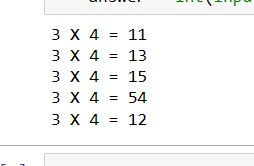 3 X 4 = 11
3 X 4 = 13
3 X 4 = 15
3 X 4 = 54
3 X 4 = 12